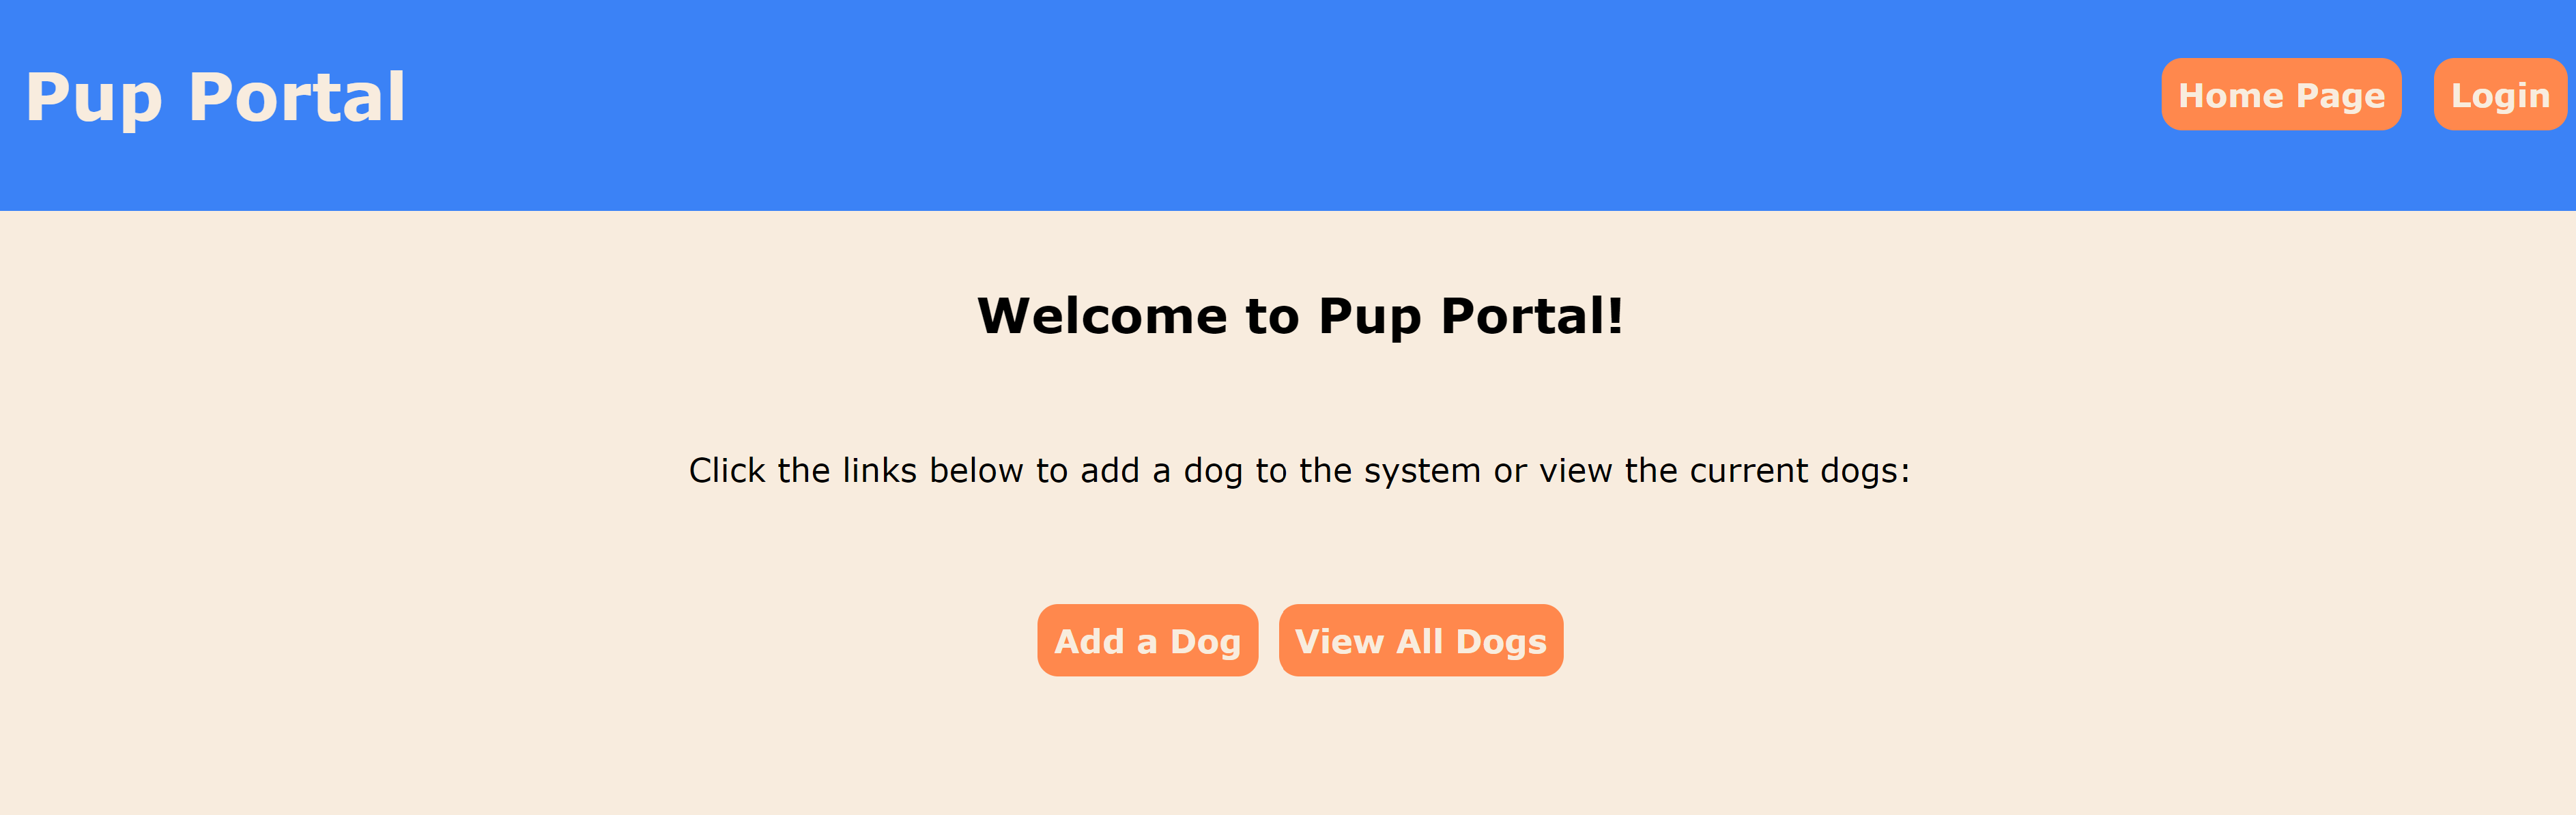 Pup Portal
Home Page
Login
Welcome to Pup Portal!
Click the links below to add a dog to the system or view the current dogs:
Add a Dog
View All Dogs